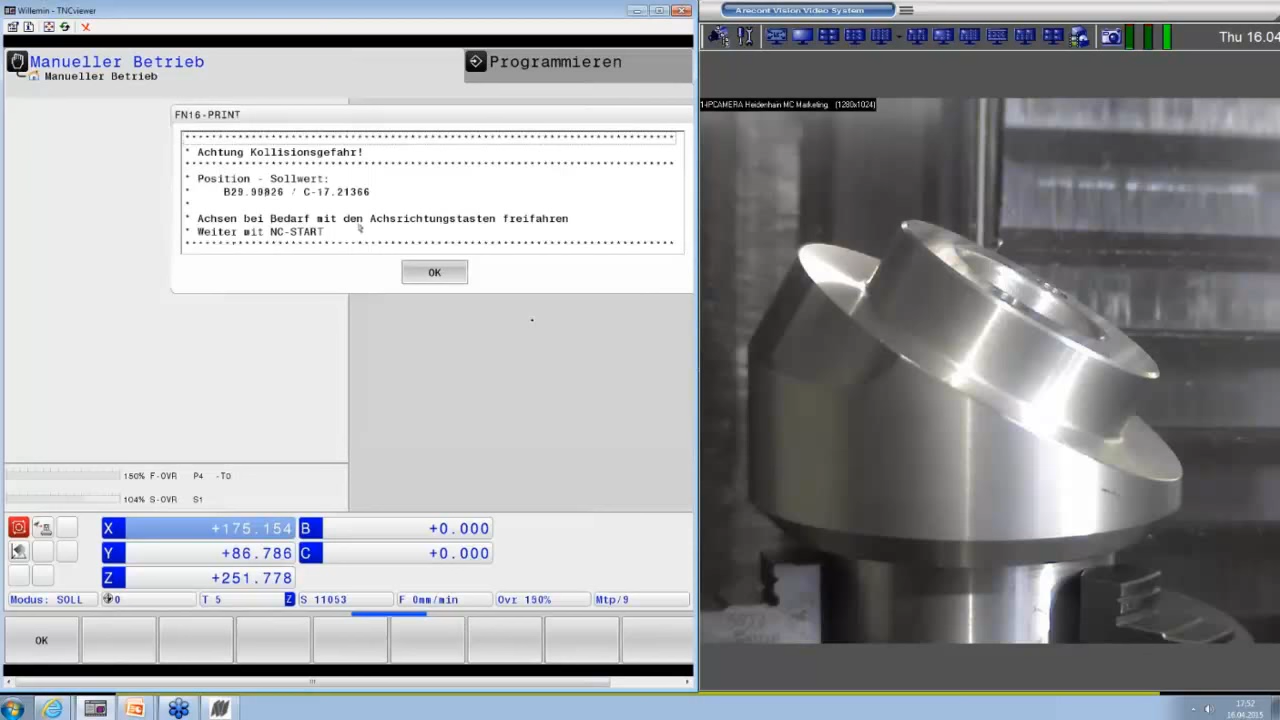 Willemin - TNCviewer
Manueller Betrieb
Manueller Betrieb
Programmieren
FN16-PRINT
* Achtung Kollisionsgefahr!
* Position - Sollwert:
* B29.99826 / C-17.21366
*
* Achsen bei Bedarf mit den Achsrichtungstasten freifahren
* Weiter mit NC-START
OK
150% F-OVR P4 -T0
104% S-OVR S1
X +175.154 B +0.000
Y +86.786 C +0.000
Z +251.778
Modus: SOLL 0 T 5 Z S 11053 F 0mm/min Ovr 150% Mtp/9
OK
Arecont Vision Video System
Thu 16.04
1-IPCAMERA Heidenhain MC Marketing (1280x1024)
17:52
16.04.2015